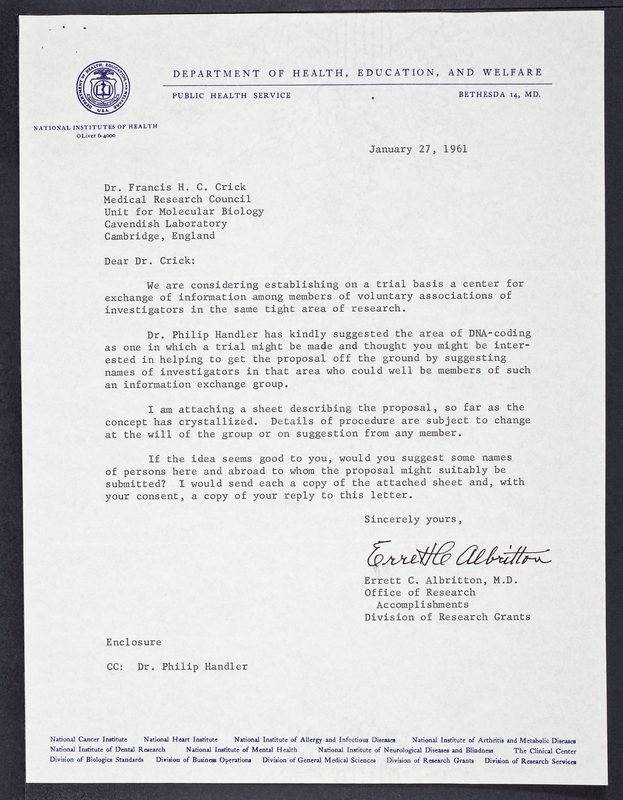 DEPARTMENT OF HEALTH, EDUCATION, AND WELFARE
PUBLIC HEALTH SERVICE BETHESDA 14, MD.
DEPARTMENT OF HEALTH, EDUCATION, AND WELFARE
U.S.A.
NATIONAL INSTITUTES OF HEALTH
OLiver 6-4000
January 27, 1961
Dr. Francis H. C. Crick
Medical Research Council
Unit for Molecular Biology
Cavendish Laboratory
Cambridge, England
Dear Dr. Crick:
We are considering establishing on a trial basis a center for
exchange of information among members of voluntary associations of
investigators in the same tight area of research.
Dr. Philip Handler has kindly suggested the area of DNA-coding
as one in which a trial might be made and thought you might be inter-
ested in helping to get the proposal off the ground by suggesting
names of investigators in that area who could well be members of such
an information exchange group.
I am attaching a sheet describing the proposal, so far as the
concept has crystallized. Details of procedure are subject to change
at the will of the group or on suggestion from any member.
If the idea seems good to you, would you suggest some names
of persons here and abroad to whom the proposal might suitably be
submitted? I would send each a copy of the attached sheet and, with
your consent, a copy of your reply to this letter.
Sincerely yours,
Errett C Albritton
Errett C. Albritton, M.D.
Office of Research
Accomplishments
Division of Research Grants
Enclosure
CC: Dr. Philip Handler
National Cancer Institute National Heart Institute National Institute of Allergy and Infectious Diseases National Institute of Arthritis and Metabolic Diseases
National Institute of Dental Research National Institute of Mental Health National Institute of Neurological Diseases and Blindness The Clinical Center
Division of Biologics Standards Division of Business Operations Division of General Medical Sciences Division of Research Grants Division of Research Services